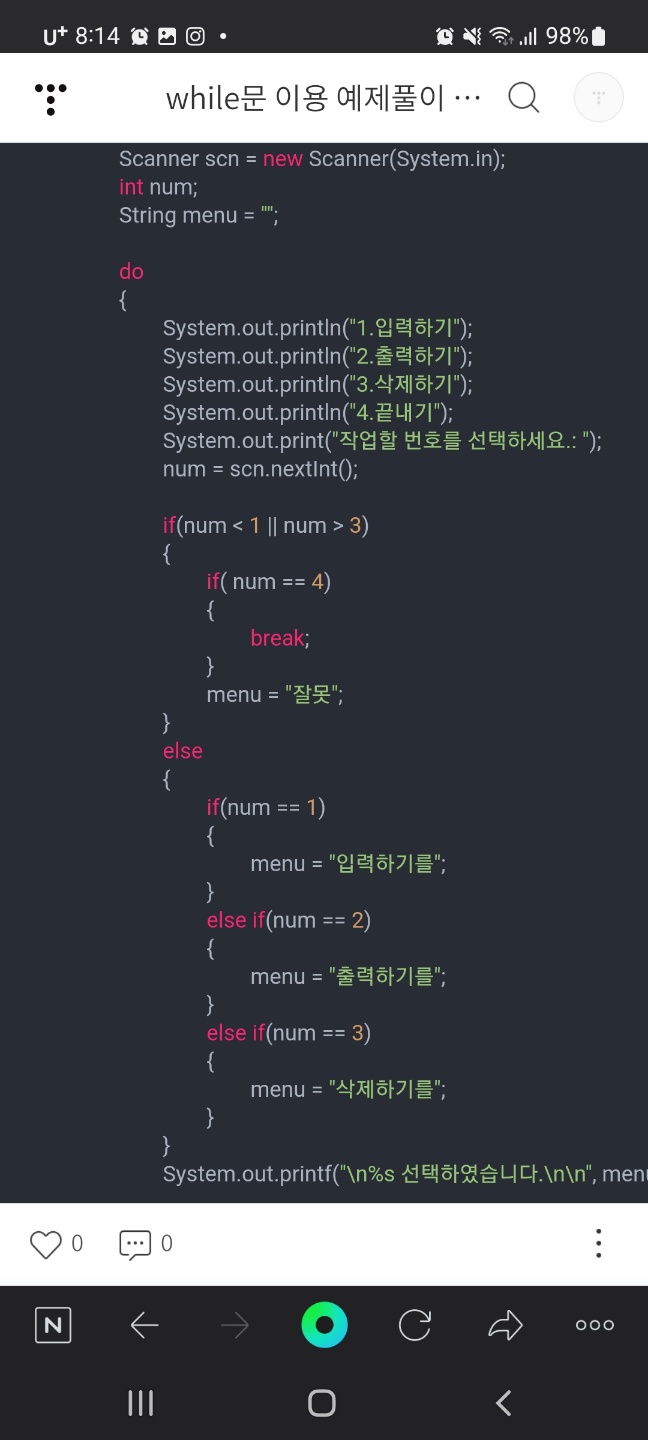 U+ 8:14 98%
while문 이용 예제풀이 ···
Scanner scn = new Scanner(System.in);
int num;
String menu = "";
do
{
System.out.println("1.입력하기");
System.out.println("2.출력하기");
System.out.println("3.삭제하기");
System.out.println("4.끝내기");
System.out.print("작업할 번호를 선택하세요.: ");
num = scn.nextInt();
if(num < 1 || num > 3)
{
if( num == 4)
{
break;
}
menu = "잘못";
}
else
{
if(num == 1)
{
menu = "입력하기를";
}
else if(num == 2)
{
menu = "출력하기를";
}
else if(num == 3)
{
menu = "삭제하기를";
}
}
System.out.printf("\n%s 선택하였습니다.\n\n", menu
0 0
N